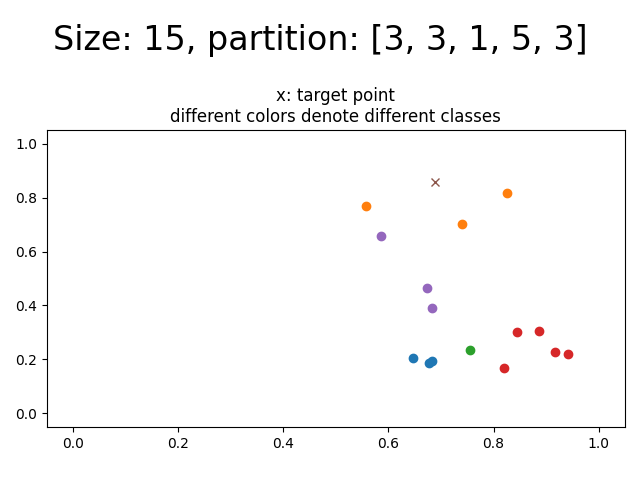 Size: 15, partition: [3, 3, 1, 5, 3]
x: target point
different colors denote different classes
1.0
0.8
0.6
0.4
0.2
0.0
0.0 0.2 0.4 0.6 0.8 1.0